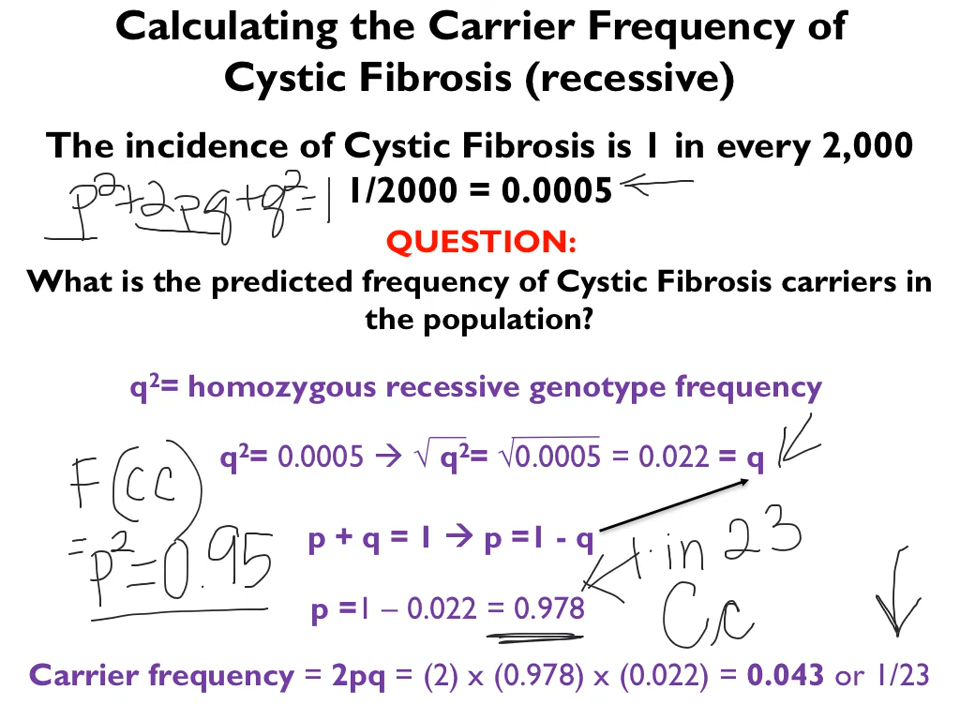 Calculating the Carrier Frequency of
Cystic Fibrosis (recessive)
The incidence of Cystic Fibrosis is 1 in every 2,000
p²+2pq+q²=1
1/2000 = 0.0005
QUESTION:
What is the predicted frequency of Cystic Fibrosis carriers in
the population?
q²= homozygous recessive genotype frequency
q²= 0.0005 → √ q²= √0.0005 = 0.022 = q
F(CC)
= p² = 0.95
p + q = 1 → p =1 - q
1 in 23
Cc
p =1 – 0.022 = 0.978
Carrier frequency = 2pq = (2) x (0.978) x (0.022) = 0.043 or 1/23